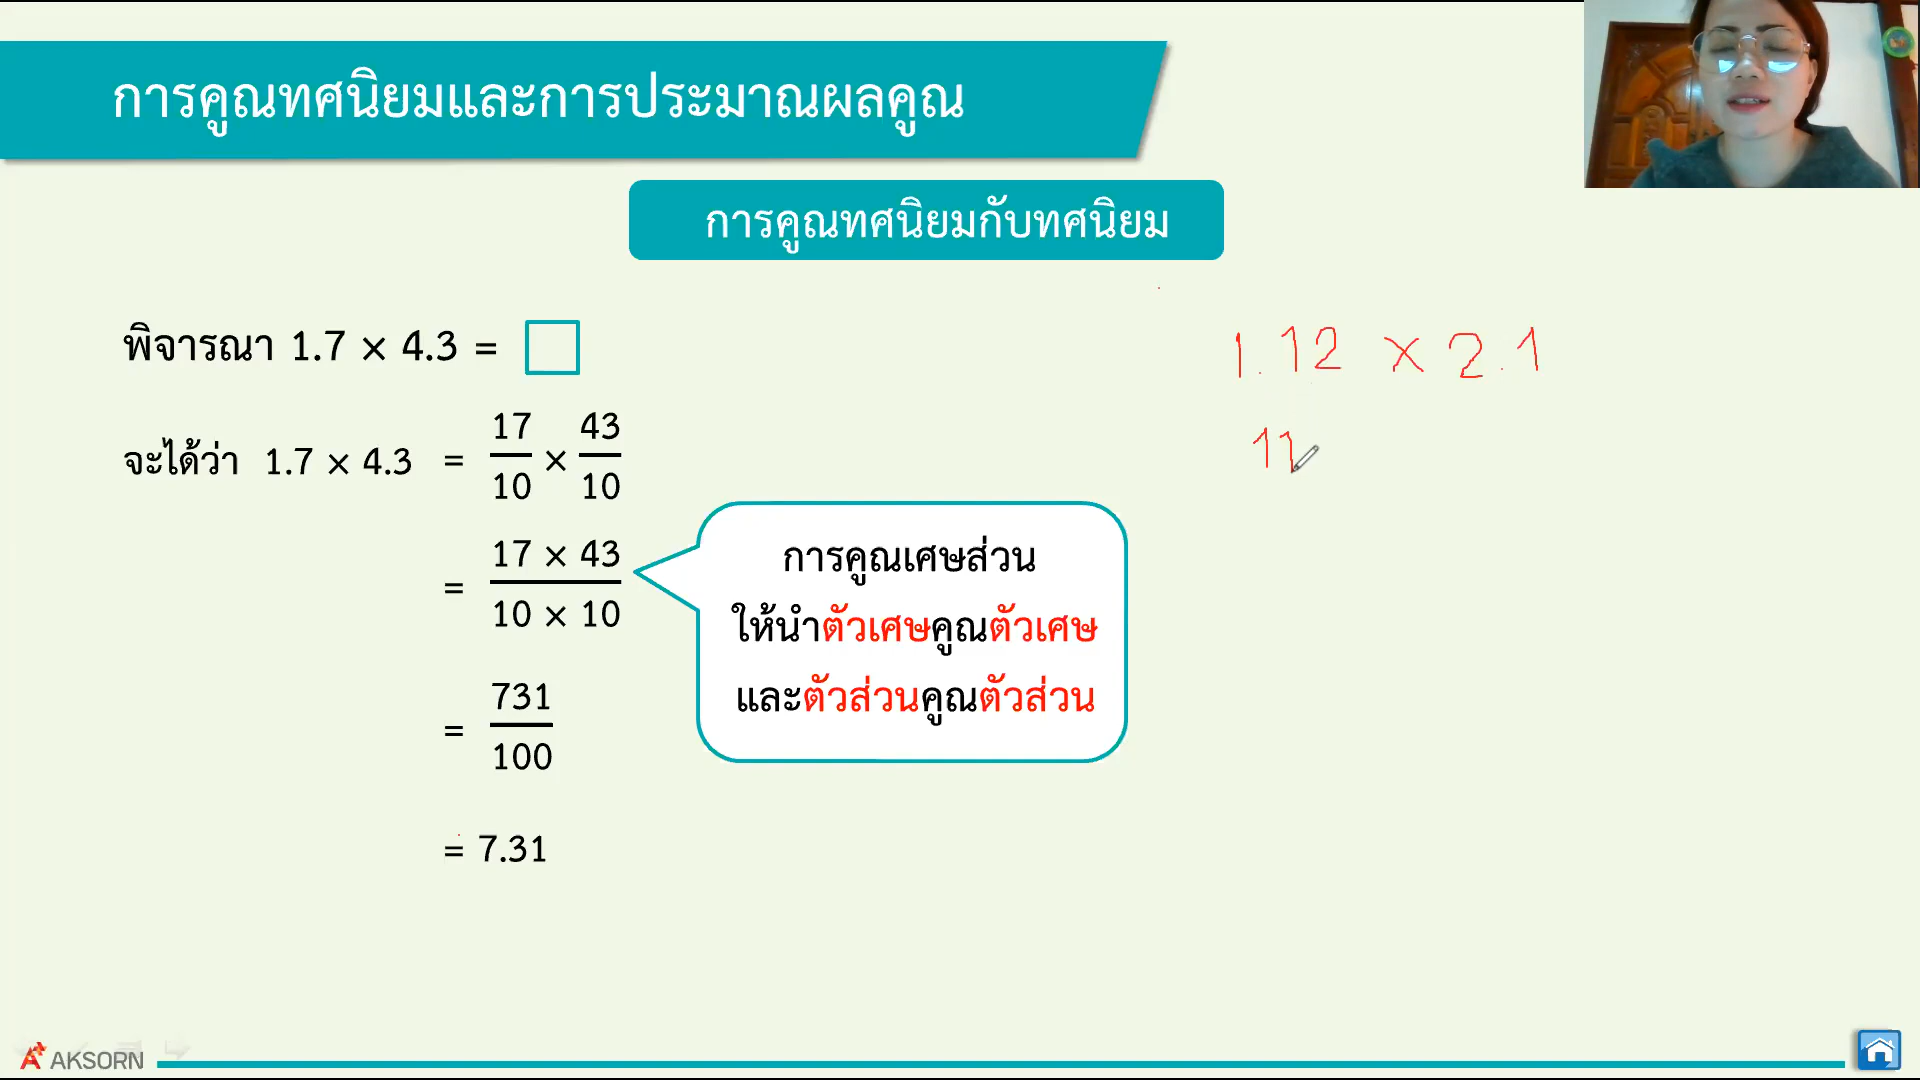 การคูณทศนิยมและการประมาณผลคูณ
การคูณทศนิยมกับทศนิยม
พิจารณา 1.7 × 4.3 =
จะได้ว่า 1.7 × 4.3 = 17/10 × 43/10
= 17 × 43 / 10 × 10
= 731/100
= 7.31
การคูณเศษส่วน
ให้นำตัวเศษคูณตัวเศษ
และตัวส่วนคูณตัวส่วน
1.12 × 2.1
11
AKSORN